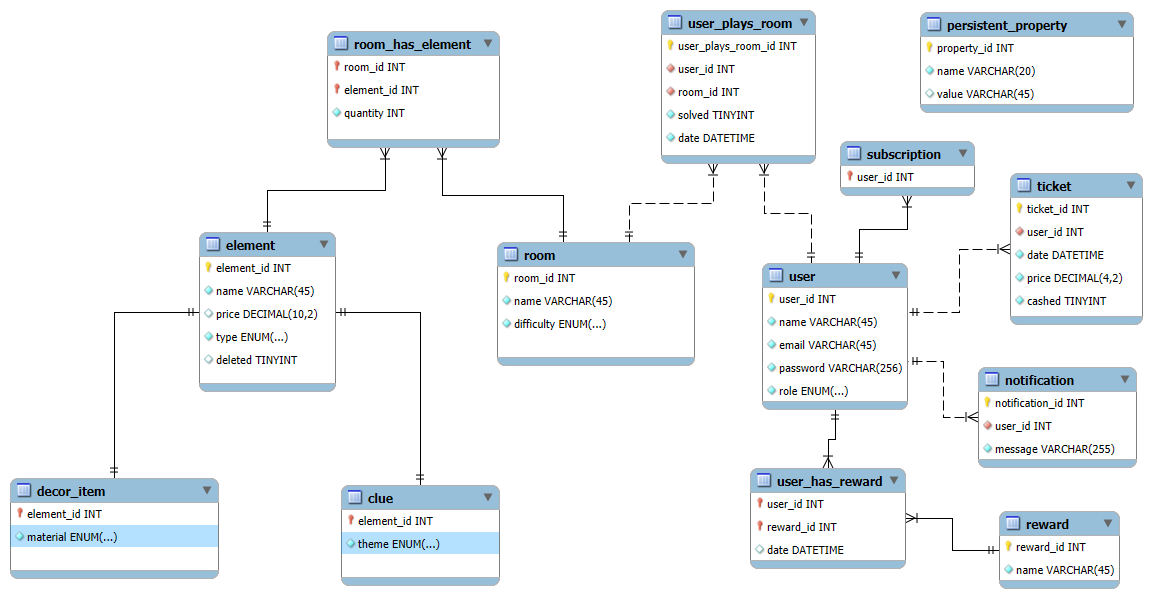 room_has_element
room_id INT
element_id INT
quantity INT
user_plays_room
user_plays_room_id INT
user_id INT
room_id INT
solved TINYINT
date DATETIME
persistent_property
property_id INT
name VARCHAR(20)
value VARCHAR(45)
subscription
user_id INT
ticket
ticket_id INT
user_id INT
date DATETIME
price DECIMAL(4,2)
cashed TINYINT
element
element_id INT
name VARCHAR(45)
price DECIMAL(10,2)
type ENUM(...)
deleted TINYINT
room
room_id INT
name VARCHAR(45)
difficulty ENUM(...)
user
user_id INT
name VARCHAR(45)
email VARCHAR(45)
password VARCHAR(256)
role ENUM(...)
notification
notification_id INT
user_id INT
message VARCHAR(255)
decor_item
element_id INT
material ENUM(...)
clue
element_id INT
theme ENUM(...)
user_has_reward
user_id INT
reward_id INT
date DATETIME
reward
reward_id INT
name VARCHAR(45)